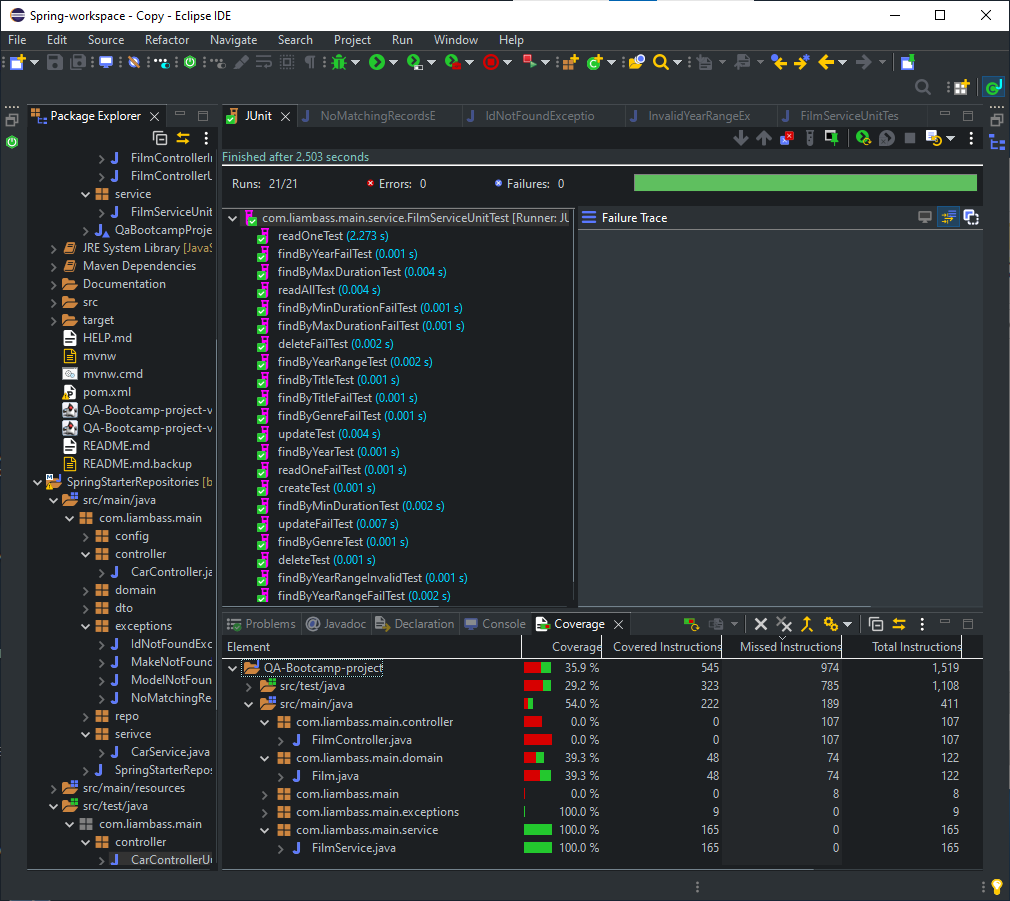 Spring-workspace - Copy - Eclipse IDE
File Edit Source Refactor Navigate Search Project Run Window Help
Package Explorer
FilmControllerI
FilmControllerU
service
FilmServiceUnit
QaBootcampProje
JRE System Library [JavaS
Maven Dependencies
Documentation
src
target
HELP.md
mvnw
mvnw.cmd
pom.xml
QA-Bootcamp-project-v
QA-Bootcamp-project-v
README.md
README.md.backup
SpringStarterRepositories [b
src/main/java
com.liambass.main
config
controller
CarController.ja
domain
dto
exceptions
IdNotFoundExc
MakeNotFound
ModelNotFoun
NoMatchingRe
repo
serivce
CarService.java
SpringStarterRepos
src/main/resources
src/test/java
com.liambass.main
controller
CarControllerU
JUnit NoMatchingRecordsE IdNotFoundExceptio InvalidYearRangeEx FilmServiceUnitTes
Finished after 2.503 seconds
Runs: 21/21 Errors: 0 Failures: 0
com.liambass.main.service.FilmServiceUnitTest [Runner: JU
readOneTest (2.273 s)
findByYearFailTest (0.001 s)
findByMaxDurationTest (0.004 s)
readAllTest (0.004 s)
findByMinDurationFailTest (0.001 s)
findByMaxDurationFailTest (0.001 s)
deleteFailTest (0.002 s)
findByYearRangeTest (0.002 s)
findByTitleTest (0.001 s)
findByTitleFailTest (0.001 s)
findByGenreFailTest (0.001 s)
updateTest (0.004 s)
findByYearTest (0.001 s)
readOneFailTest (0.001 s)
createTest (0.001 s)
findByMinDurationTest (0.002 s)
updateFailTest (0.007 s)
findByGenreTest (0.001 s)
deleteTest (0.001 s)
findByYearRangeInvalidTest (0.001 s)
findByYearRangeFailTest (0.002 s)
Failure Trace
Problems Javadoc Declaration Console Coverage
Element Coverage Covered Instructions Missed Instructions Total Instructions
QA-Bootcamp-project 35.9 % 545 974 1,519
src/test/java 29.2 % 323 785 1,108
src/main/java 54.0 % 222 189 411
com.liambass.main.controller 0.0 % 0 107 107
FilmController.java 0.0 % 0 107 107
com.liambass.main.domain 39.3 % 48 74 122
Film.java 39.3 % 48 74 122
com.liambass.main 0.0 % 0 8 8
com.liambass.main.exceptions 100.0 % 9 0 9
com.liambass.main.service 100.0 % 165 0 165
FilmService.java 100.0 % 165 0 165